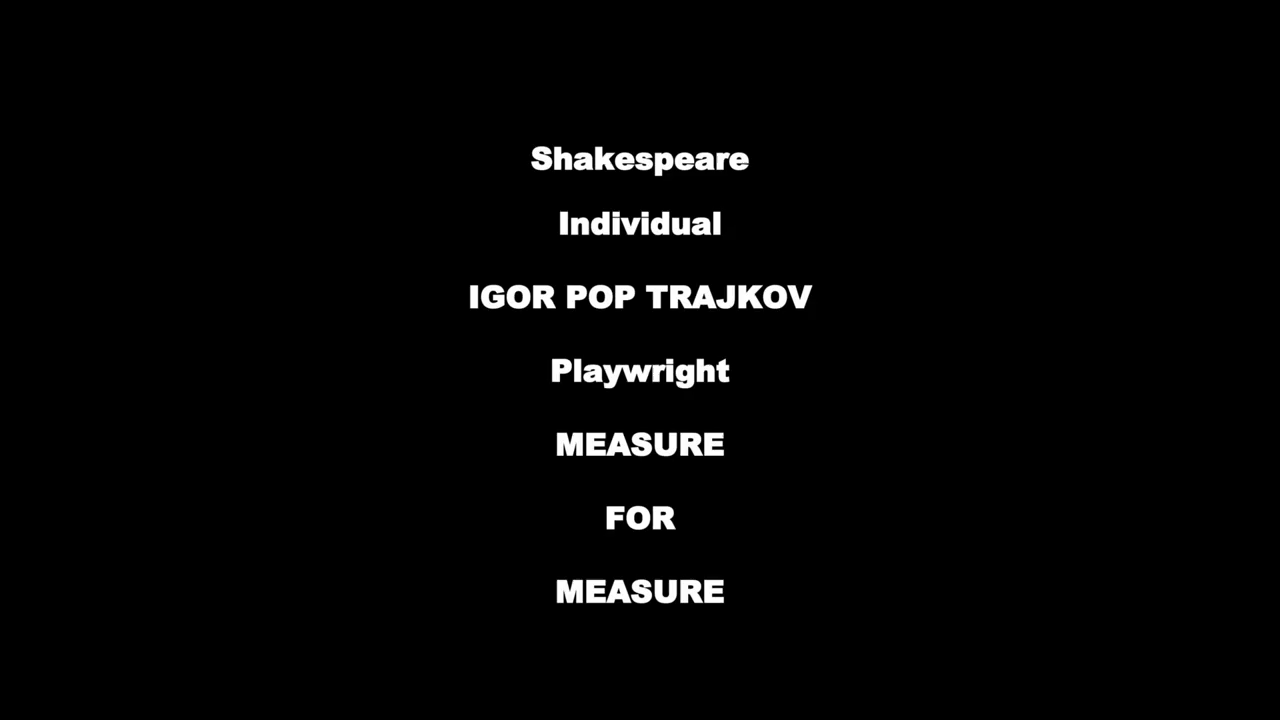 Shakespeare
Individual
IGOR POP TRAJKOV
Playwright
MEASURE
FOR
MEASURE